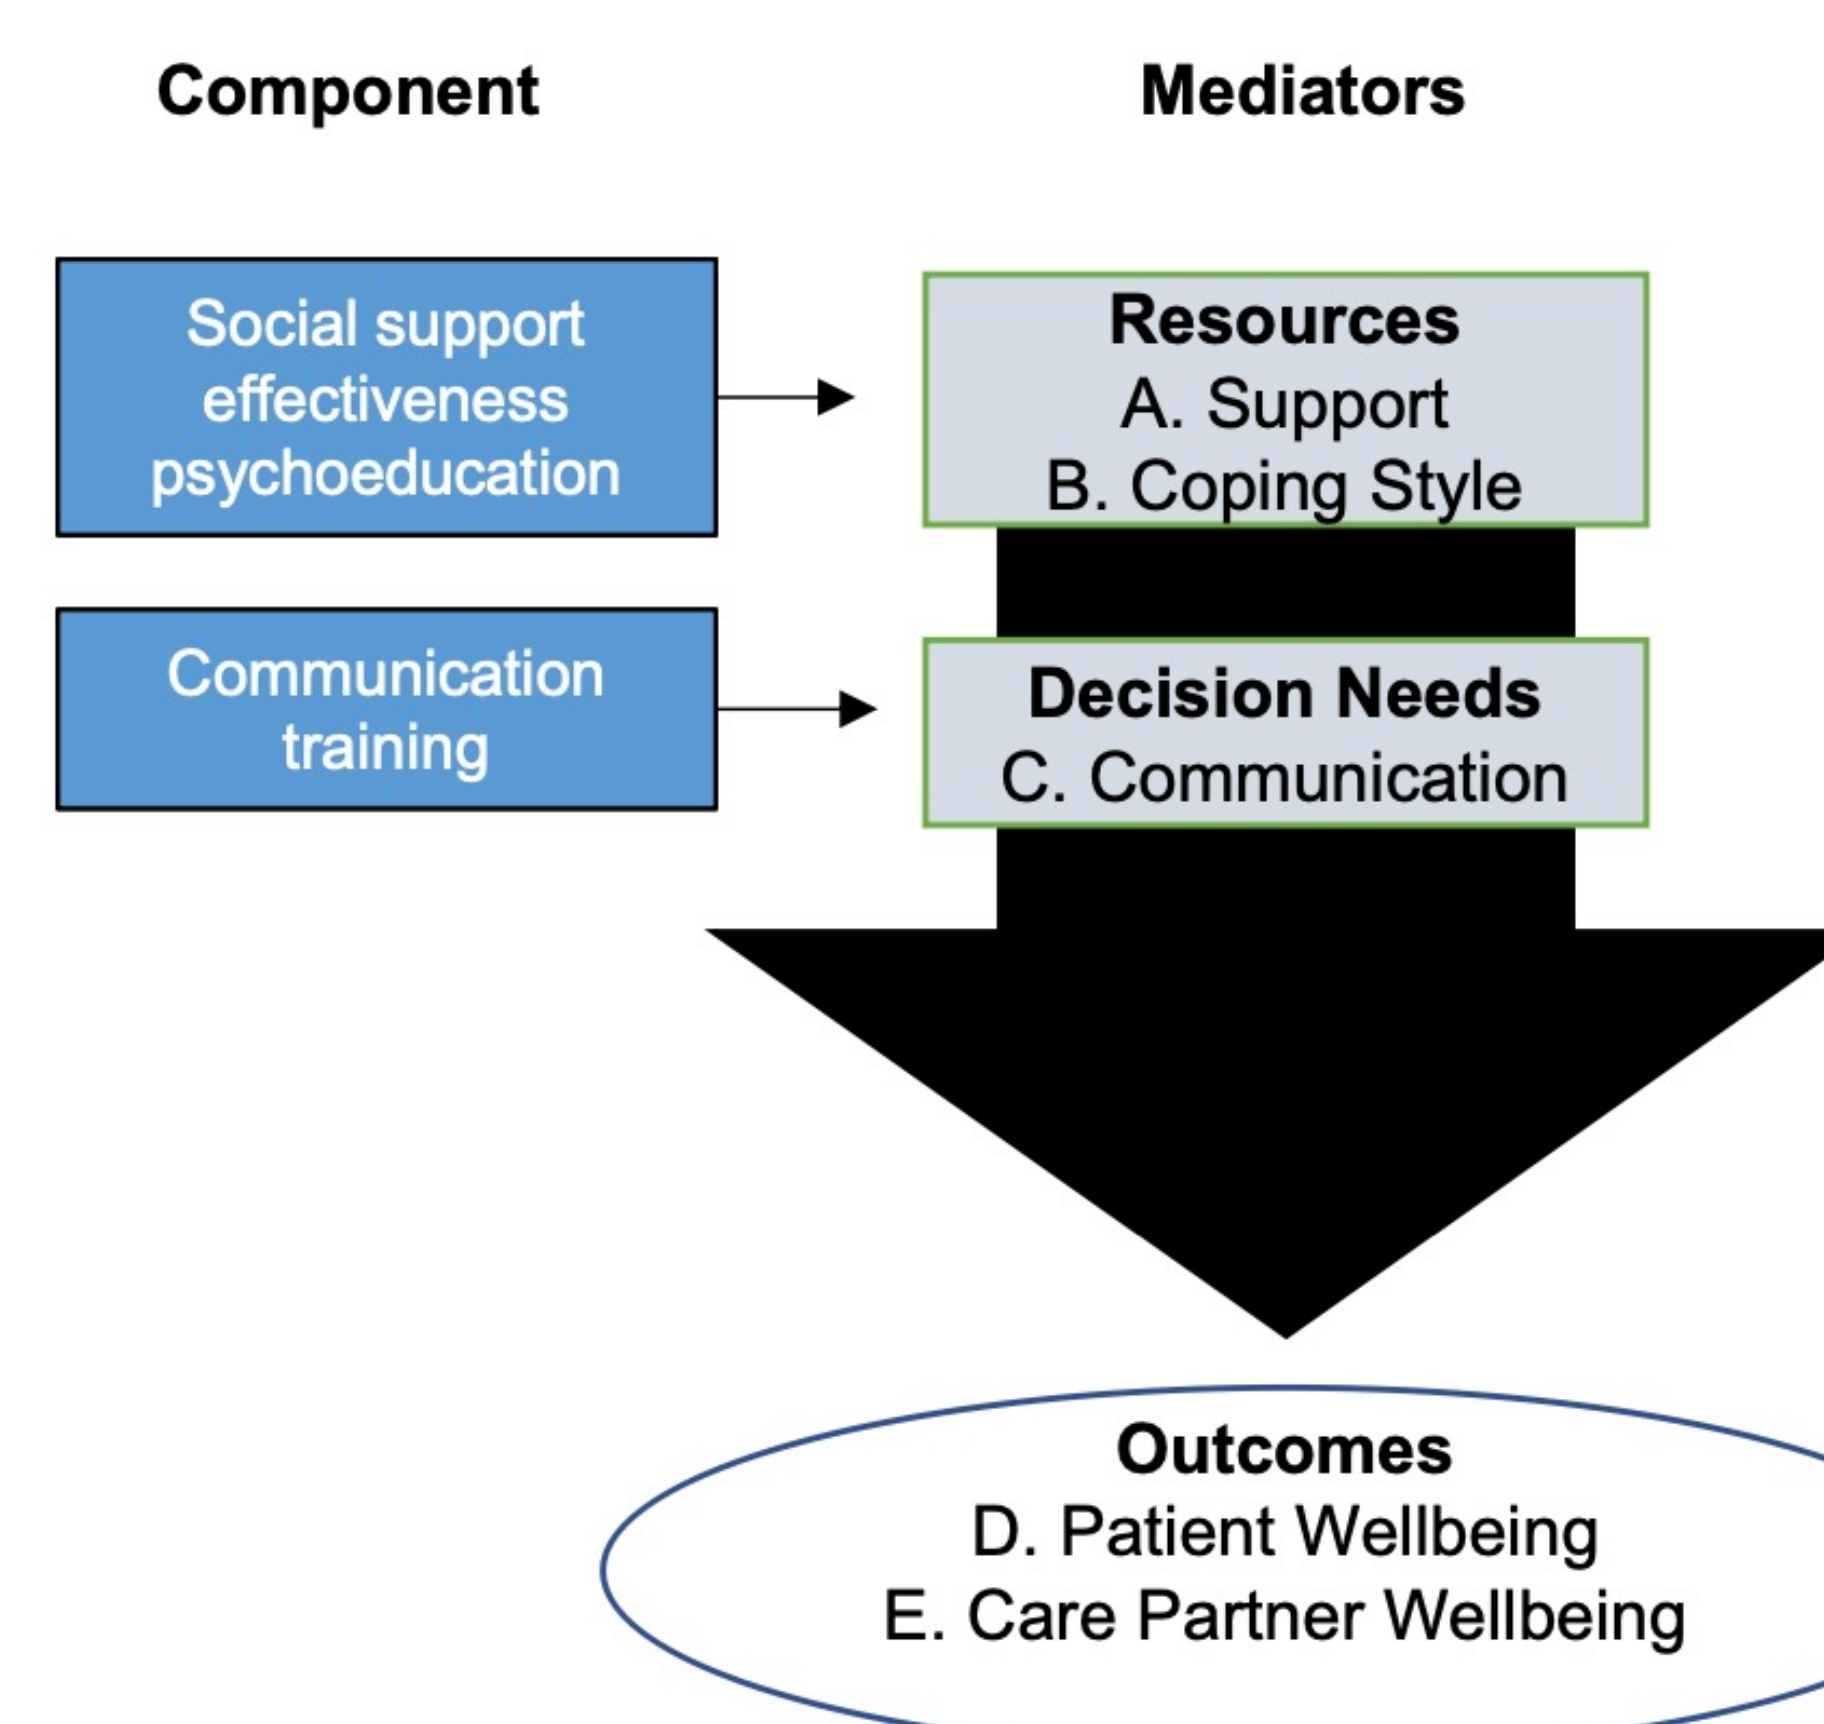 Component
Mediators
Social support
effectiveness
psychoeducation
Resources
A. Support
B. Coping Style
Communication
training
Decision Needs
C. Communication
Outcomes
D. Patient Wellbeing
E. Care Partner Wellbeing